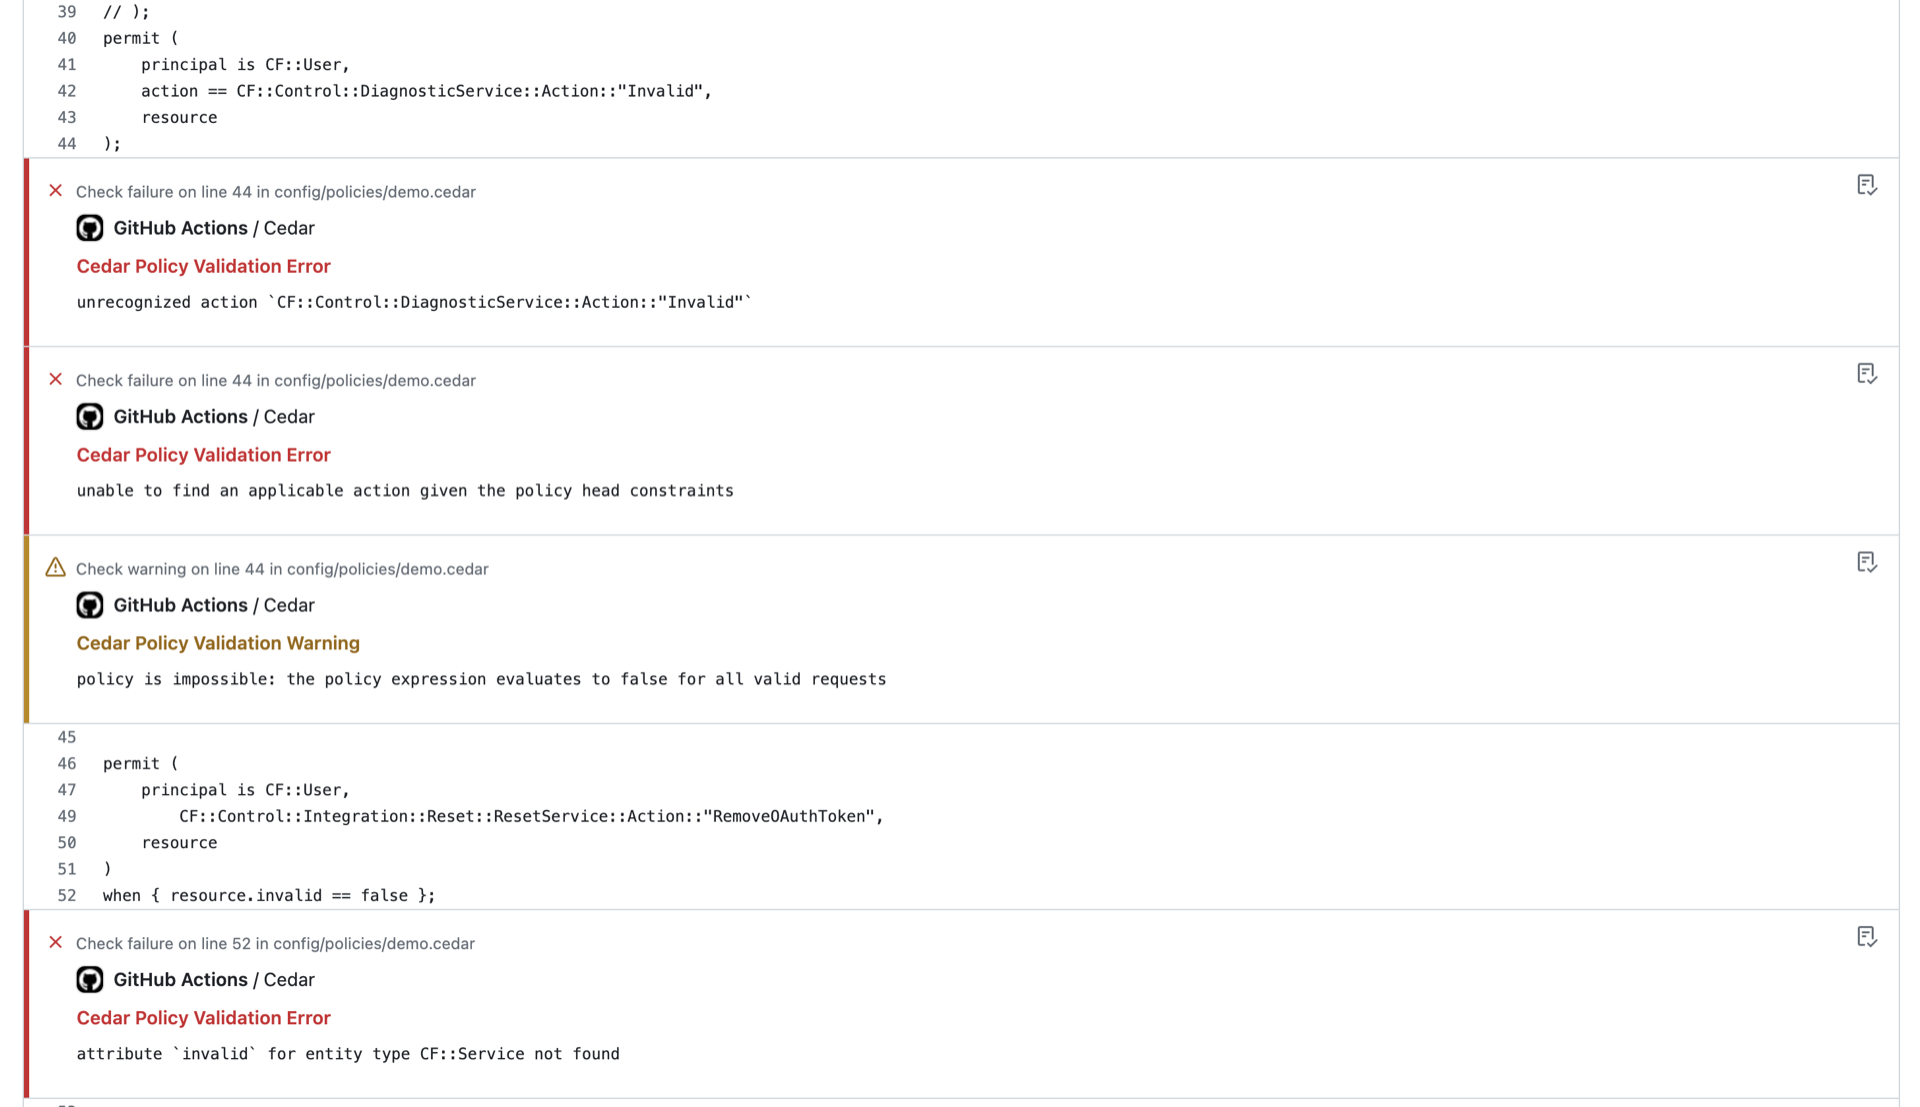 39 // );
40 permit (
41     principal is CF::User,
42     action == CF::Control::DiagnosticService::Action::"Invalid",
43     resource
44 );
Check failure on line 44 in config/policies/demo.cedar
GitHub Actions / Cedar
Cedar Policy Validation Error
unrecognized action `CF::Control::DiagnosticService::Action::"Invalid"`
Check failure on line 44 in config/policies/demo.cedar
GitHub Actions / Cedar
Cedar Policy Validation Error
unable to find an applicable action given the policy head constraints
Check warning on line 44 in config/policies/demo.cedar
GitHub Actions / Cedar
Cedar Policy Validation Warning
policy is impossible: the policy expression evaluates to false for all valid requests
45
46 permit (
47     principal is CF::User,
49         CF::Control::Integration::Reset::ResetService::Action::"RemoveOAuthToken",
50     resource
51 )
52 when { resource.invalid == false };
Check failure on line 52 in config/policies/demo.cedar
GitHub Actions / Cedar
Cedar Policy Validation Error
attribute `invalid` for entity type CF::Service not found